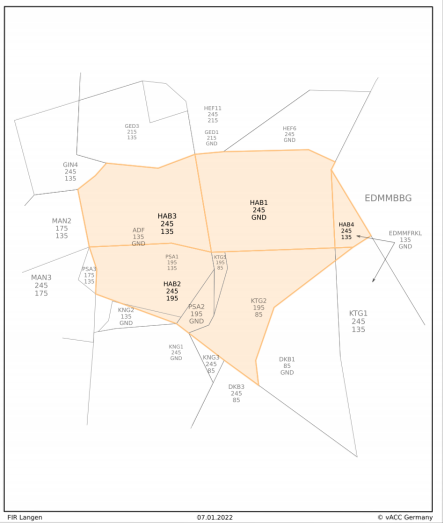 HEF11
245
215
GED3
215
135
GED1
215
GND
HEF6
245
GND
GIN4
245
135
EDMMBBG
HAB1
245
GND
HAB3
245
135
MAN2
175
135
HAB4
245
135
ADF
135
GND
EDMMFRKL
135
GND
PSA1
195
135
KTG3
195
85
PSA3
175
135
MAN3
245
175
HAB2
245
195
KTG2
195
85
PSA2
195
GND
KNG2
135
GND
KTG1
245
135
KNG1
245
GND
KNG3
245
85
DKB1
85
GND
DKB3
245
85
FIR Langen
07.01.2022
© vACC Germany